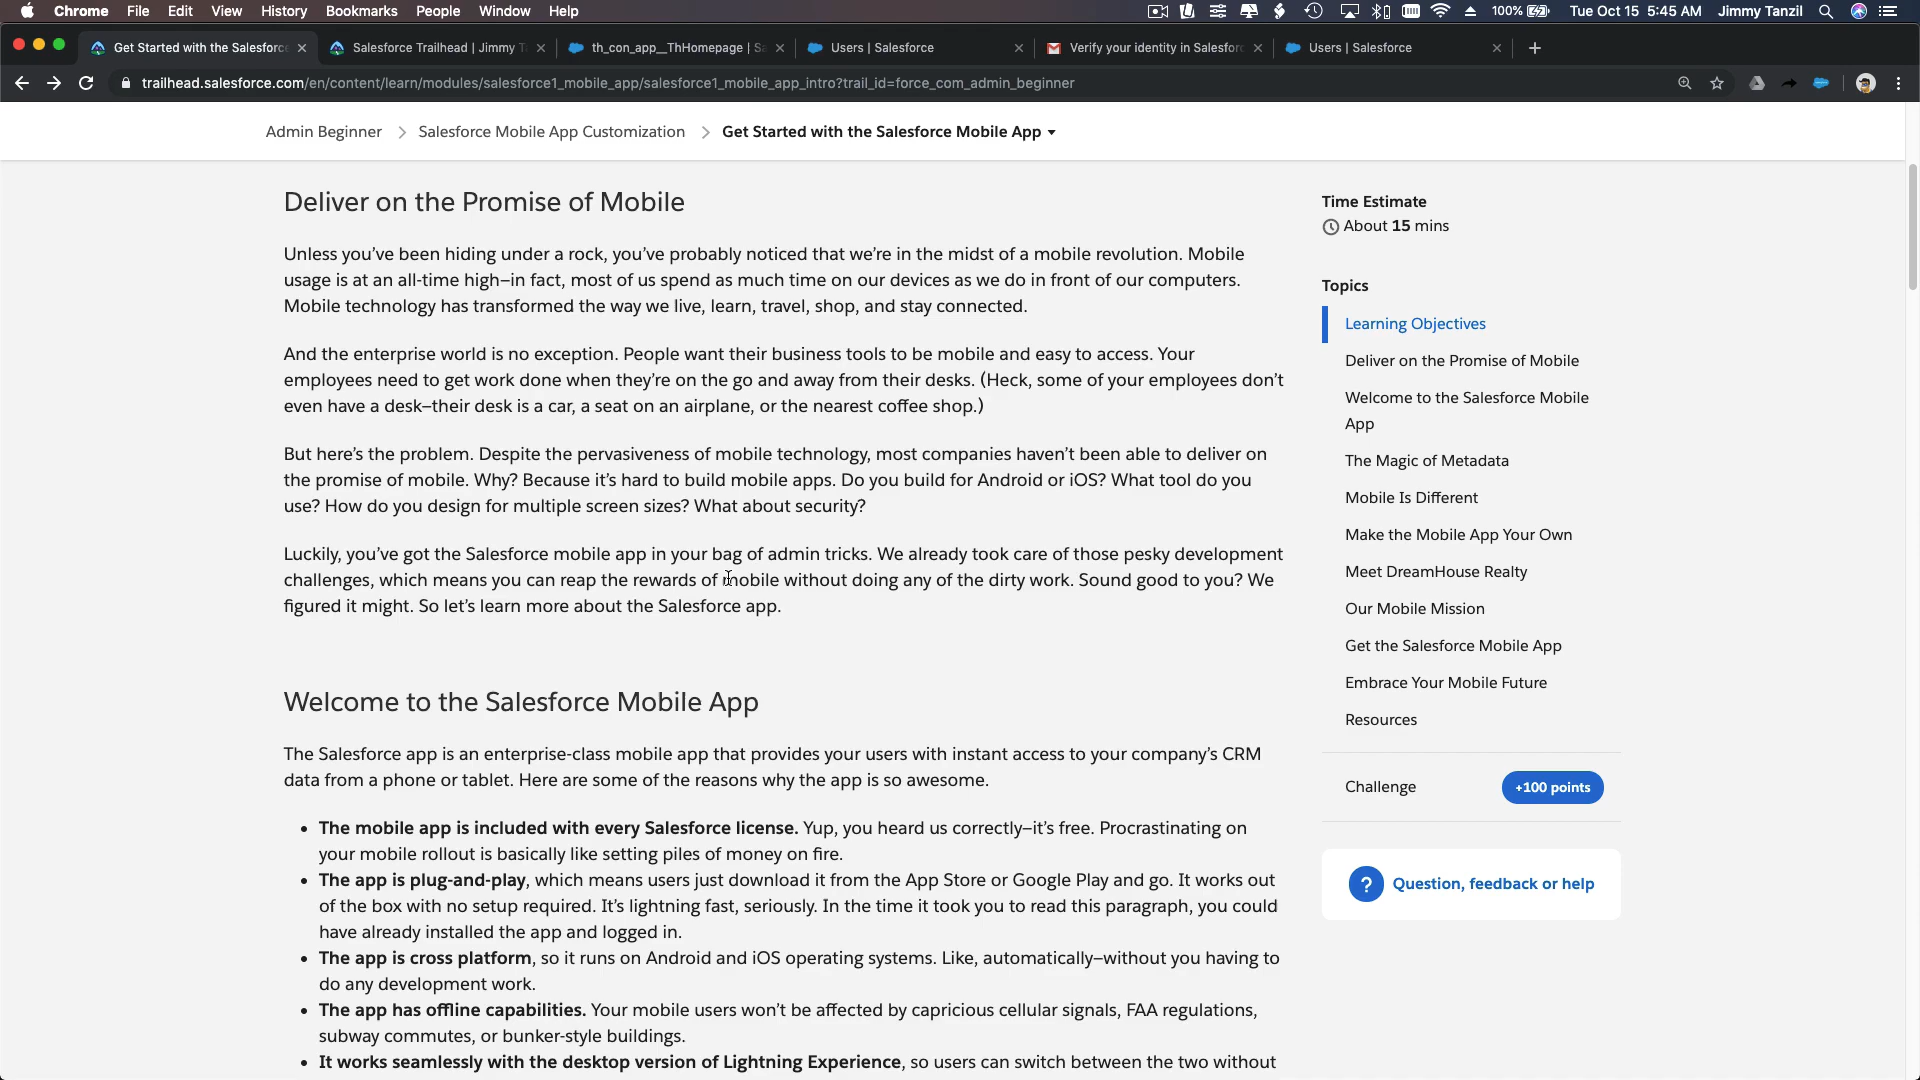 Chrome File Edit View History Bookmarks People Window Help 100% Tue Oct 15 5:45 AM Jimmy Tanzil
Get Started with the Salesforce Salesforce Trailhead | Jimmy T th_con_app__ThHomepage | Sa Users | Salesforce Verify your identity in Salesfor Users | Salesforce
trailhead.salesforce.com/en/content/learn/modules/salesforce1_mobile_app/salesforce1_mobile_app_intro?trail_id=force_com_admin_beginner
Admin Beginner Salesforce Mobile App Customization Get Started with the Salesforce Mobile App
Deliver on the Promise of Mobile
Unless you’ve been hiding under a rock, you’ve probably noticed that we’re in the midst of a mobile revolution. Mobile
usage is at an all-time high—in fact, most of us spend as much time on our devices as we do in front of our computers.
Mobile technology has transformed the way we live, learn, travel, shop, and stay connected.
And the enterprise world is no exception. People want their business tools to be mobile and easy to access. Your
employees need to get work done when they’re on the go and away from their desks. (Heck, some of your employees don’t
even have a desk—their desk is a car, a seat on an airplane, or the nearest coffee shop.)
But here’s the problem. Despite the pervasiveness of mobile technology, most companies haven’t been able to deliver on
the promise of mobile. Why? Because it’s hard to build mobile apps. Do you build for Android or iOS? What tool do you
use? How do you design for multiple screen sizes? What about security?
Luckily, you’ve got the Salesforce mobile app in your bag of admin tricks. We already took care of those pesky development
challenges, which means you can reap the rewards of mobile without doing any of the dirty work. Sound good to you? We
figured it might. So let’s learn more about the Salesforce app.
Welcome to the Salesforce Mobile App
The Salesforce app is an enterprise-class mobile app that provides your users with instant access to your company’s CRM
data from a phone or tablet. Here are some of the reasons why the app is so awesome.
• The mobile app is included with every Salesforce license. Yup, you heard us correctly—it’s free. Procrastinating on
your mobile rollout is basically like setting piles of money on fire.
• The app is plug-and-play, which means users just download it from the App Store or Google Play and go. It works out
of the box with no setup required. It’s lightning fast, seriously. In the time it took you to read this paragraph, you could
have already installed the app and logged in.
• The app is cross platform, so it runs on Android and iOS operating systems. Like, automatically—without you having to
do any development work.
• The app has offline capabilities. Your mobile users won’t be affected by capricious cellular signals, FAA regulations,
subway commutes, or bunker-style buildings.
• It works seamlessly with the desktop version of Lightning Experience, so users can switch between the two without
Time Estimate
About 15 mins
Topics
Learning Objectives
Deliver on the Promise of Mobile
Welcome to the Salesforce Mobile
App
The Magic of Metadata
Mobile Is Different
Make the Mobile App Your Own
Meet DreamHouse Realty
Our Mobile Mission
Get the Salesforce Mobile App
Embrace Your Mobile Future
Resources
Challenge +100 points
? Question, feedback or help